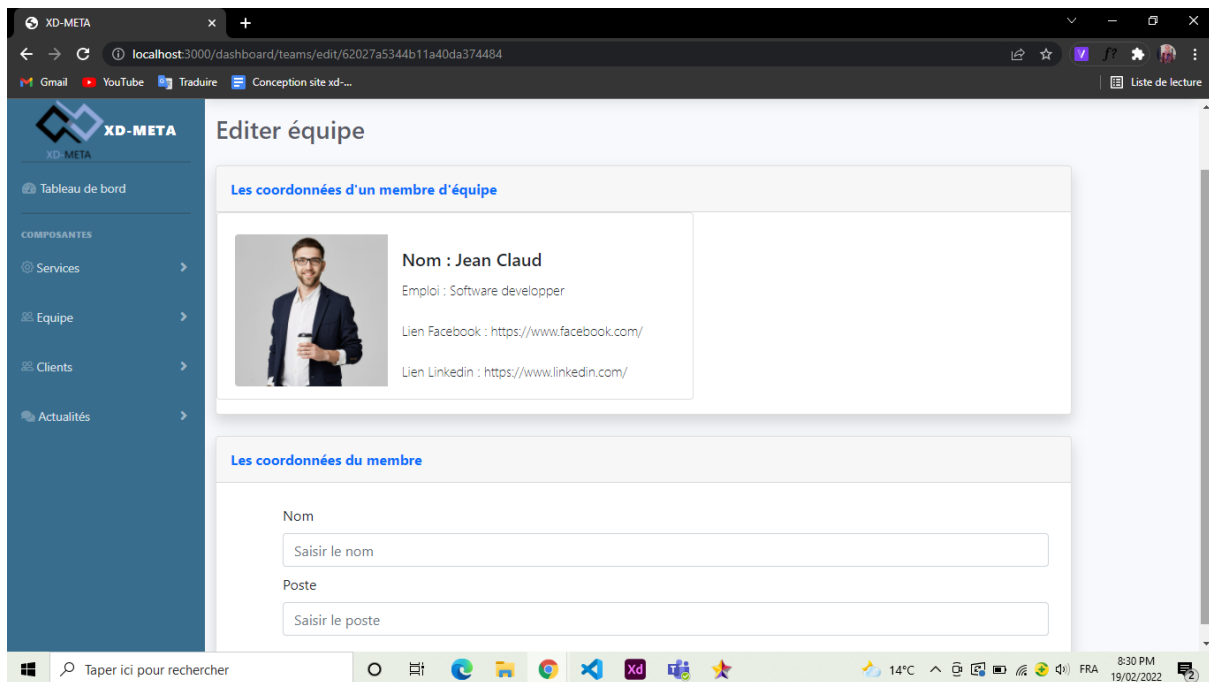 XD-META
localhost:3000/dashboard/teams/edit/62027a5344b11a40da374484
Gmail YouTube Traduire Conception site xd-... Liste de lecture
XD-META
XD-META
Tableau de bord
COMPOSANTES
Services
Equipe
Clients
Actualités
Editer équipe
Les coordonnées d'un membre d'équipe
Nom : Jean Claud
Emploi : Software developper
Lien Facebook : https://www.facebook.com/
Lien Linkedin : https://www.linkedin.com/
Les coordonnées du membre
Nom
Saisir le nom
Poste
Saisir le poste
Taper ici pour rechercher
Xd
14°C
FRA
8:30 PM
19/02/2022
2